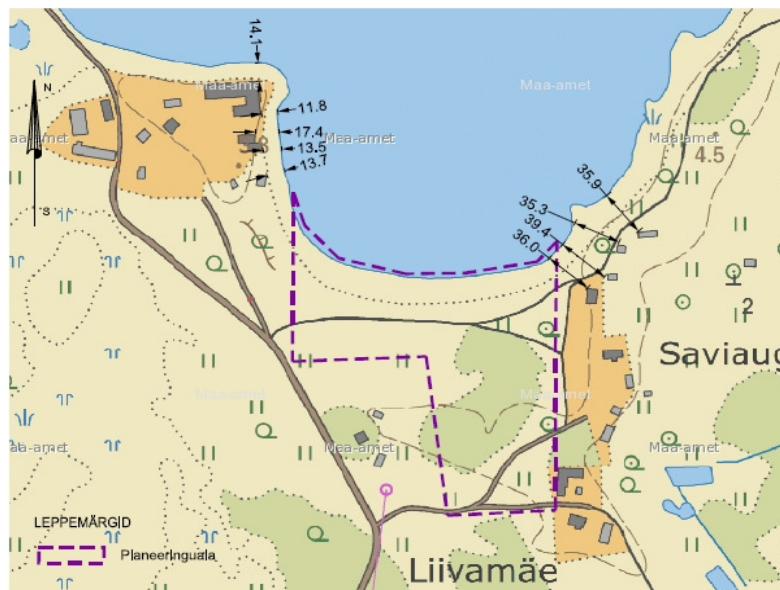 14.1
Maa-amet
Maa-amet
N
11.8
Maa-amet
17.4
Maa-amet
Maa-amet
13.5
4.5
13.7
35.9
S
35.3
39.4
36.0
2
Saviaug
Maa-amet
Maa-amet
Maa-amet
Maa-amet
Maa-amet
LEPPEMÄRGID
Planeeringuala
Liivamäe